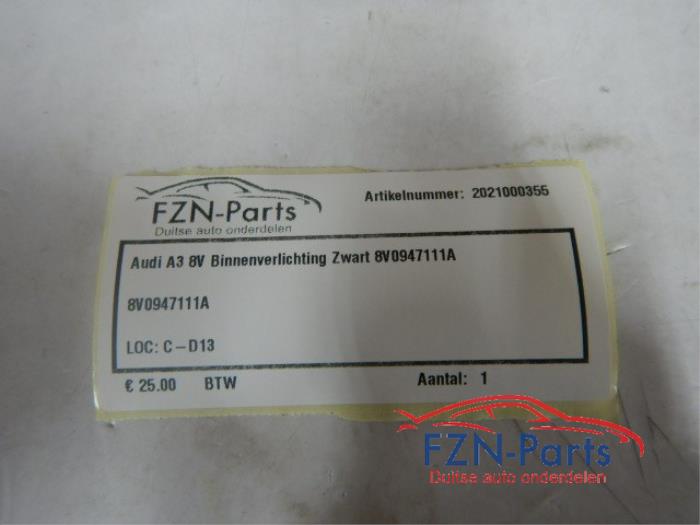 FZN-Parts
Duitse auto onderdelen
Artikelnummer: 2021000355
Audi A3 8V Binnenverlichting Zwart 8V0947111A
8V0947111A
LOC: C-D13
€ 25.00 BTW Aantal: 1
FZN-Parts
Duitse auto onderdelen